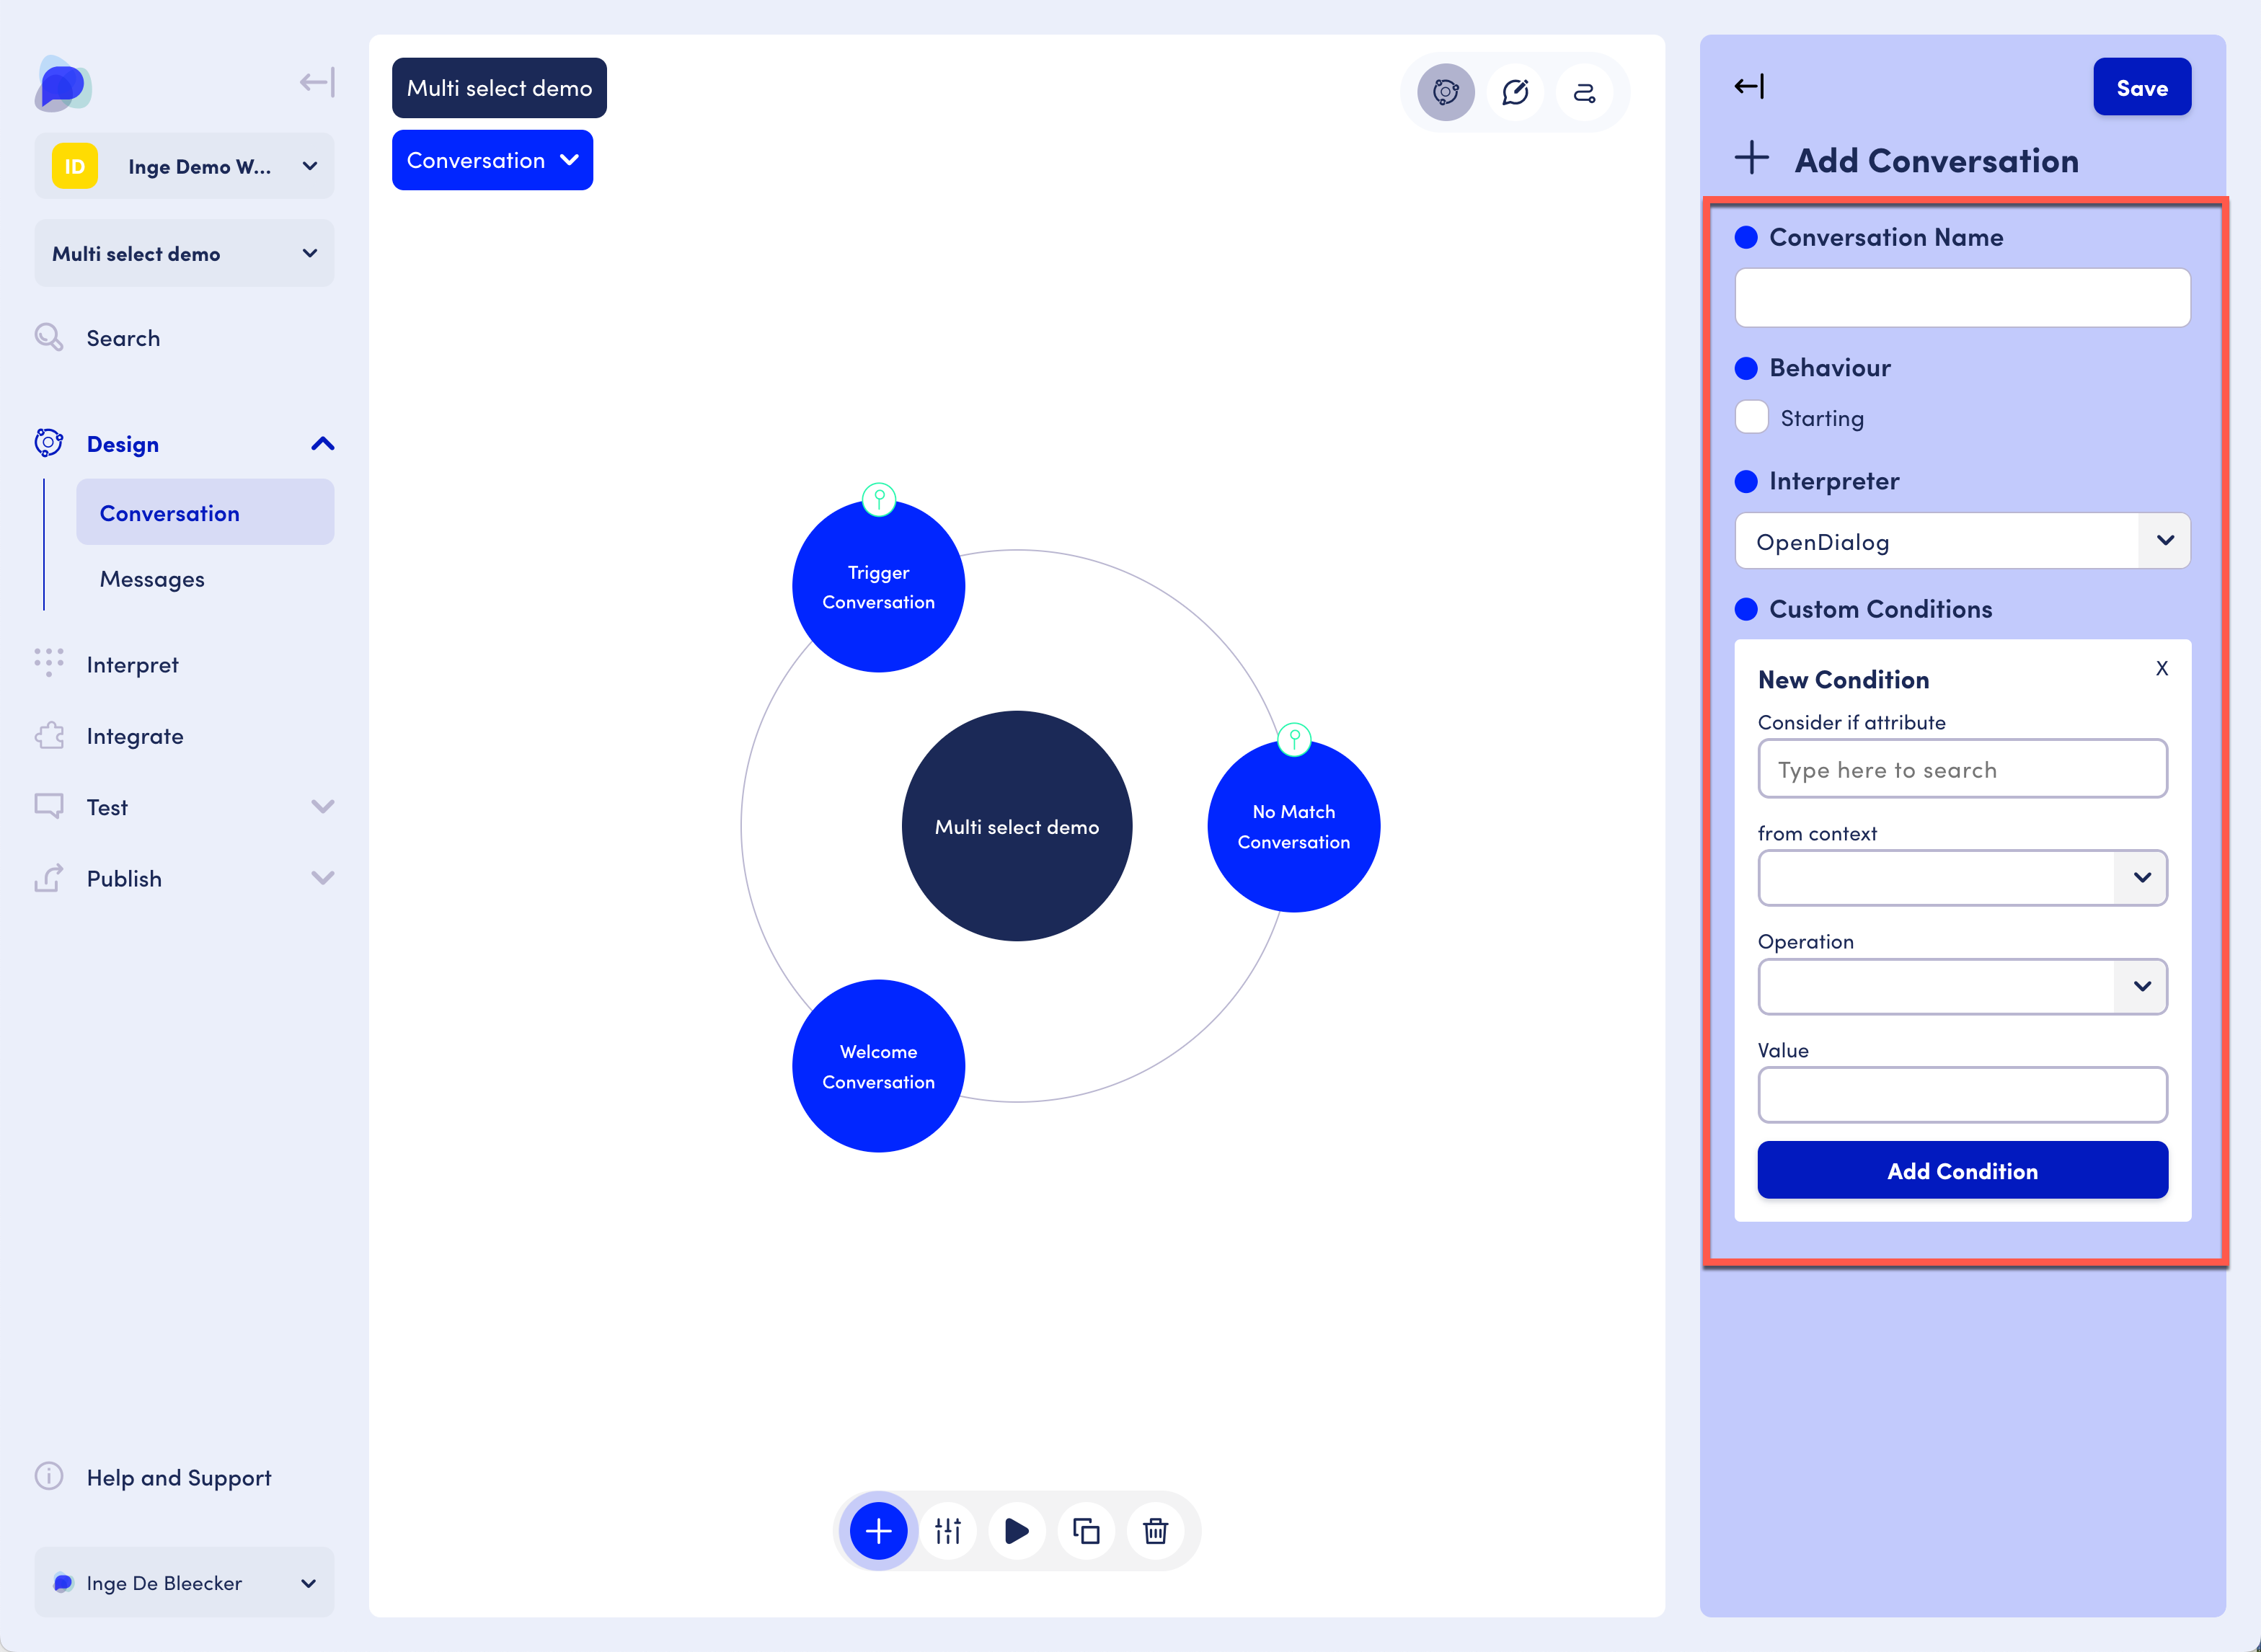 ID
Inge Demo W...
Multi select demo
Search
Design
Conversation
Messages
Interpret
Integrate
Test
Publish
Help and Support
Inge De Bleecker
Multi select demo
Conversation
Trigger
Conversation
Multi select demo
No Match
Conversation
Welcome
Conversation
Save
Add Conversation
Conversation Name
Behaviour
Starting
Interpreter
OpenDialog
Custom Conditions
X
New Condition
Consider if attribute
Type here to search
from context
Operation
Value
Add Condition